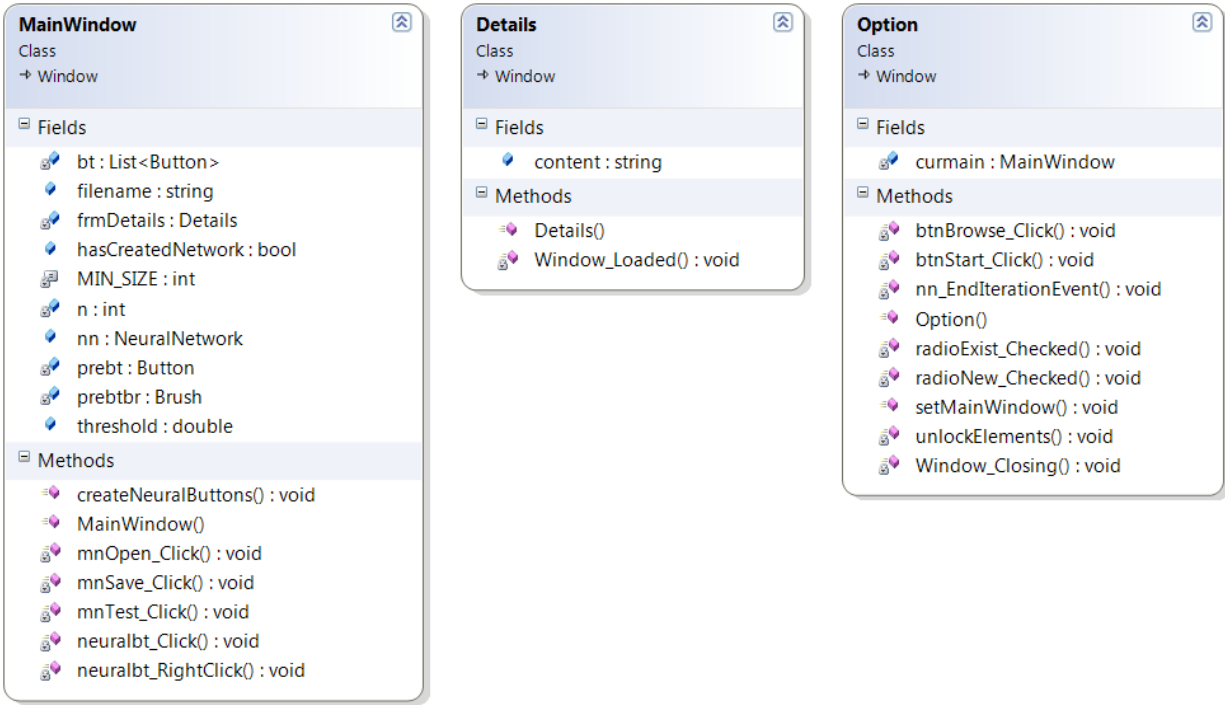 MainWindow
Class
Window
Fields
bt : List<Button>
filename : string
frmDetails : Details
hasCreatedNetwork : bool
MIN_SIZE : int
n : int
nn : NeuralNetwork
prebt : Button
prebtbr : Brush
threshold : double
Methods
createNeuralButtons() : void
MainWindow()
mnOpen_Click() : void
mnSave_Click() : void
mnTest_Click() : void
neuralbt_Click() : void
neuralbt_RightClick() : void
Details
Class
Window
Fields
content : string
Methods
Details()
Window_Loaded() : void
Option
Class
Window
Fields
curmain : MainWindow
Methods
btnBrowse_Click() : void
btnStart_Click() : void
nn_EndIterationEvent() : void
Option()
radioExist_Checked() : void
radioNew_Checked() : void
setMainWindow() : void
unlockElements() : void
Window_Closing() : void